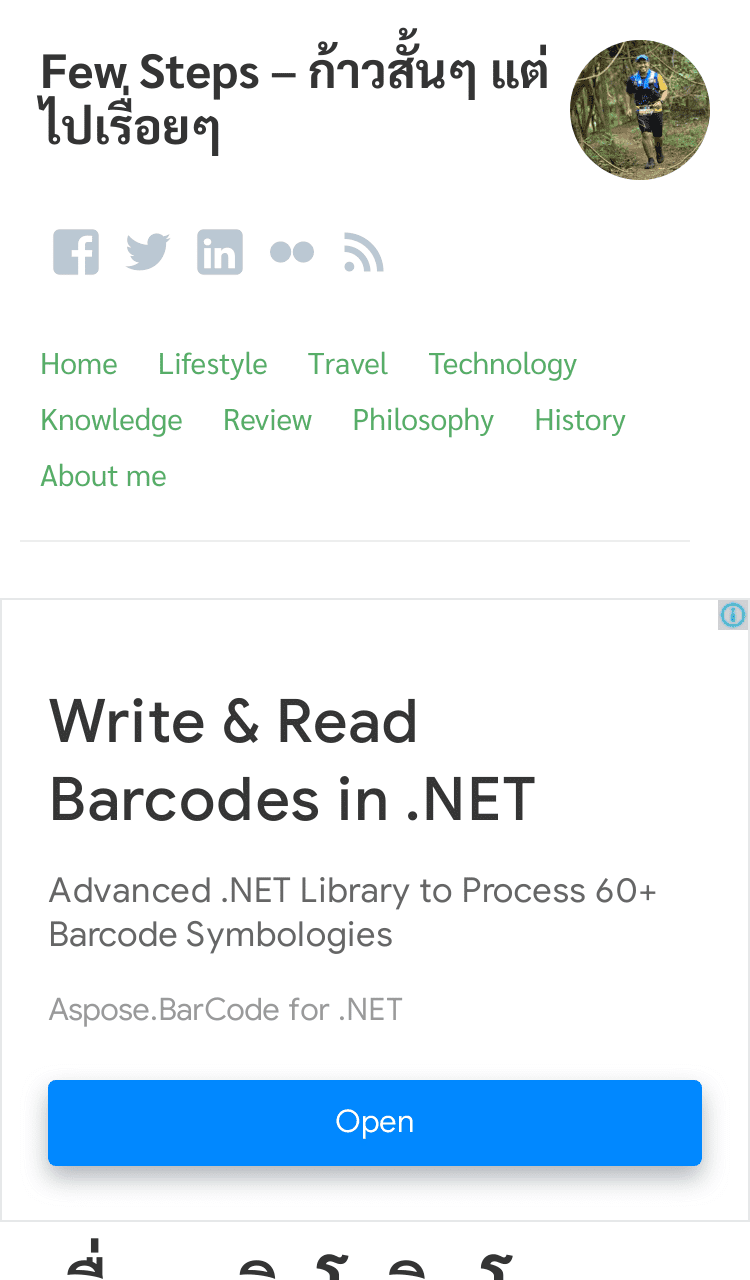 Few Steps – ก้าวสั้นๆ แต่
ไปเรื่อยๆ
Home Lifestyle Travel Technology
Knowledge Review Philosophy History
About me
Write & Read
Barcodes in .NET
Advanced .NET Library to Process 60+
Barcode Symbologies
Aspose.BarCode for .NET
Open